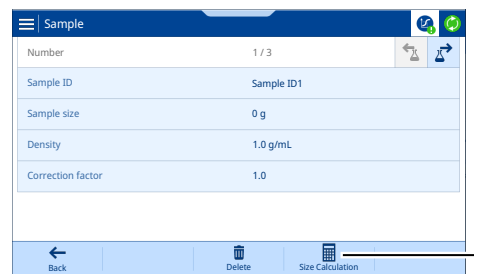 Sample
Number 1 / 3
Sample ID Sample ID1
Sample size 0 g
Density 1.0 g/mL
Correction factor 1.0
Back Delete Size Calculation